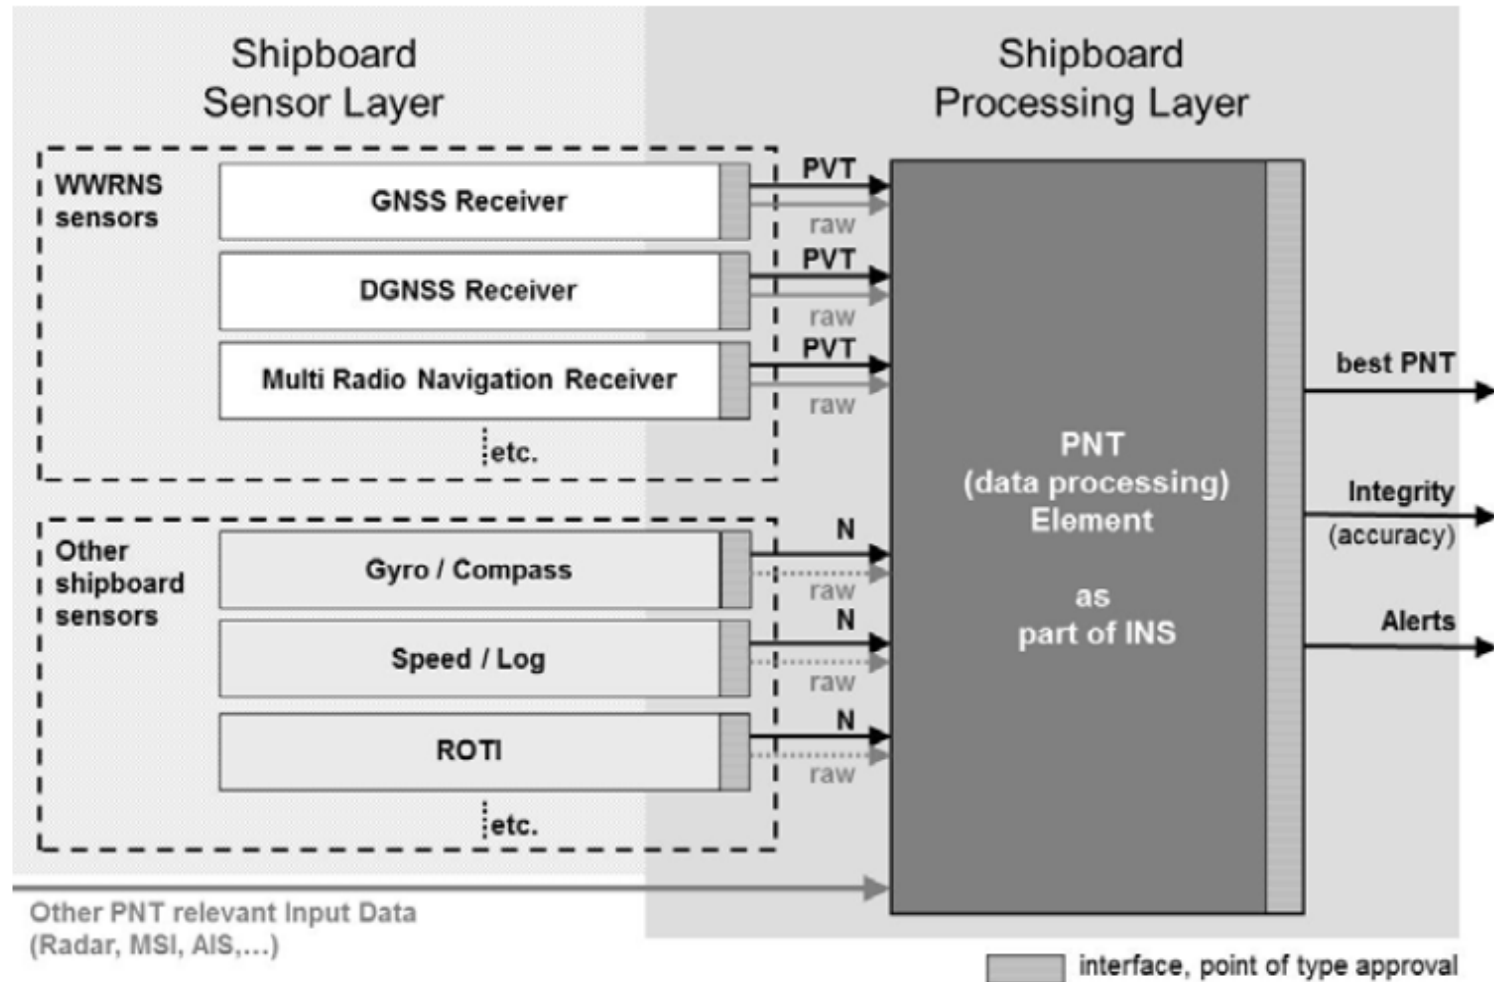 Shipboard
Sensor Layer
Shipboard
Processing Layer
WWRNS
sensors
GNSS Receiver
PVT
raw
DGNSS Receiver
PVT
raw
Multi Radio Navigation Receiver
PVT
raw
etc.
Other
shipboard
sensors
Gyro / Compass
N
raw
Speed / Log
N
raw
ROTI
N
raw
etc.
Other PNT relevant Input Data
(Radar, MSI, AIS,...)
PNT
(data processing)
Element
as
part of INS
best PNT
Integrity
(accuracy)
Alerts
interface, point of type approval